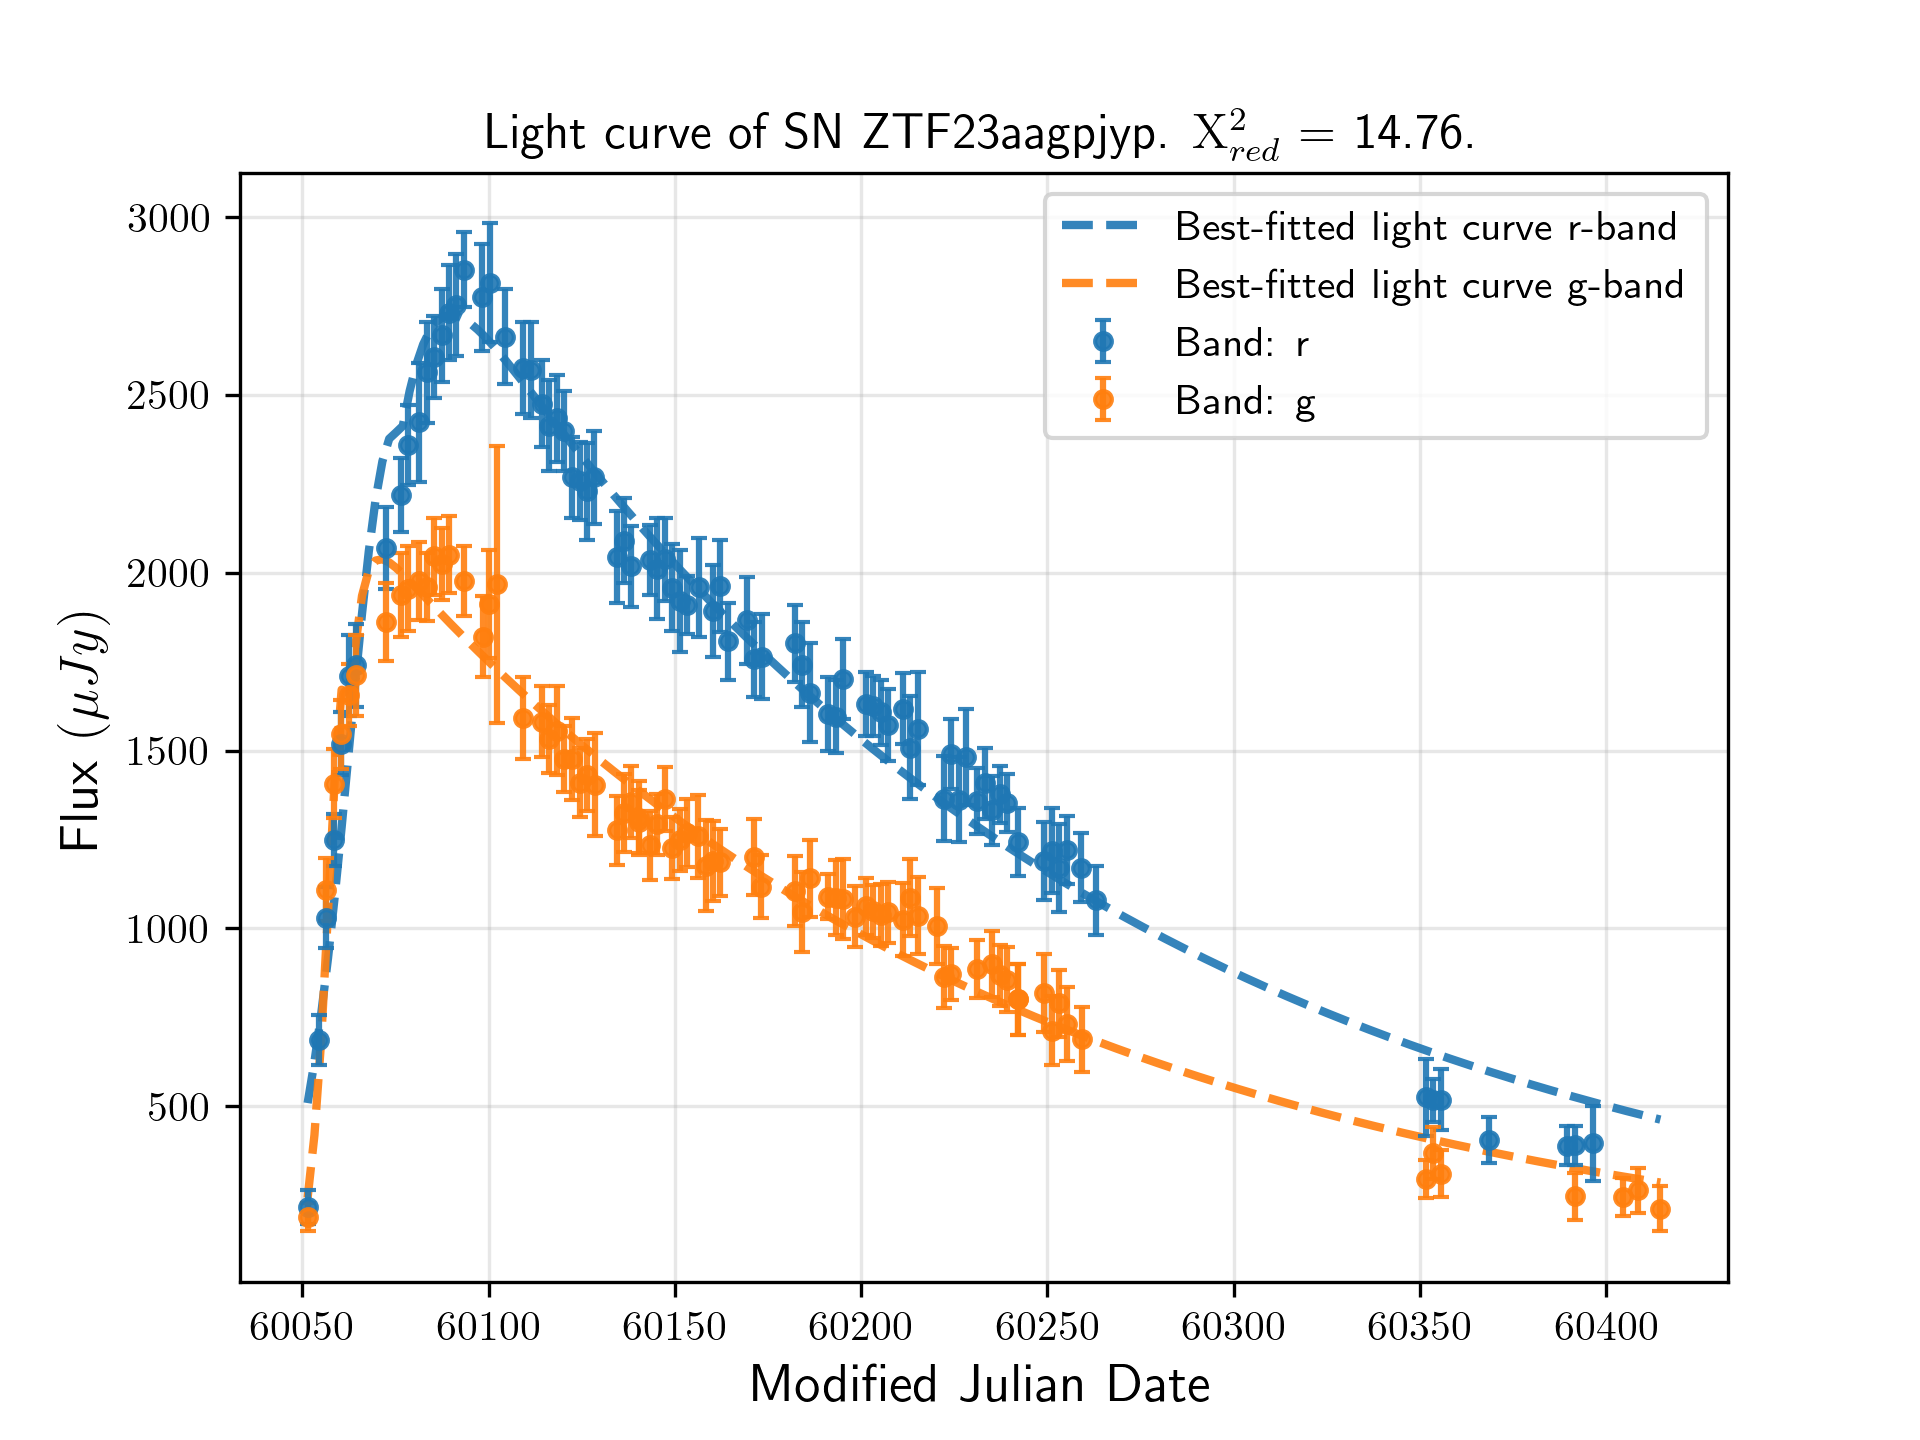 Light curve of SN ZTF23aagpjyp. X²_red = 14.76.
Best-fitted light curve r-band
Best-fitted light curve g-band
Band: r
Band: g
3000
2500
2000
1500
1000
500
Flux (μJy)
60050 60100 60150 60200 60250 60300 60350 60400
Modified Julian Date